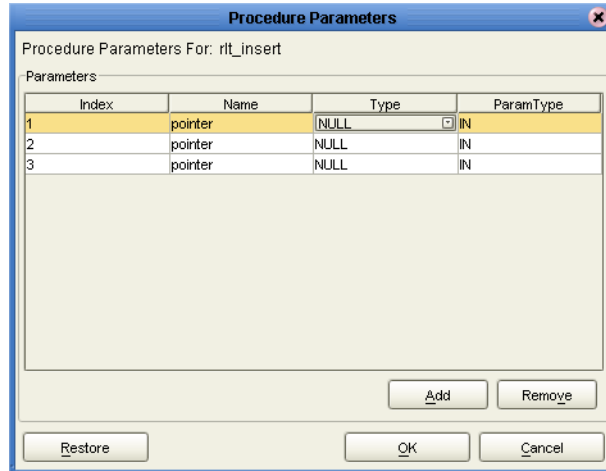 Procedure Parameters
Procedure Parameters For: rlt_insert
Parameters
Index Name Type ParamType
1 pointer NULL IN
2 pointer NULL IN
3 pointer NULL IN
Add Remove
Restore OK Cancel